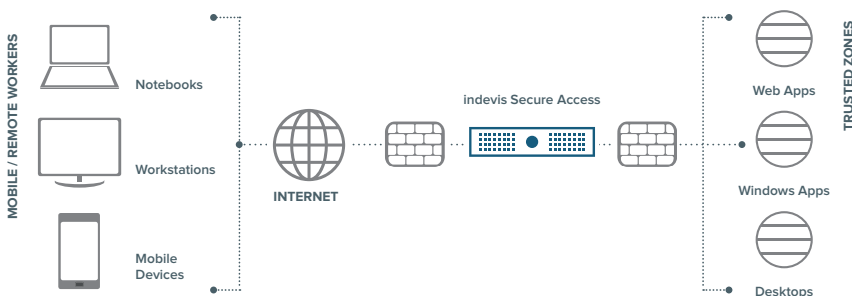 MOBILE / REMOTE WORKERS
Notebooks
Workstations
Mobile
Devices
INTERNET
indevis Secure Access
Web Apps
Windows Apps
Desktops
TRUSTED ZONES